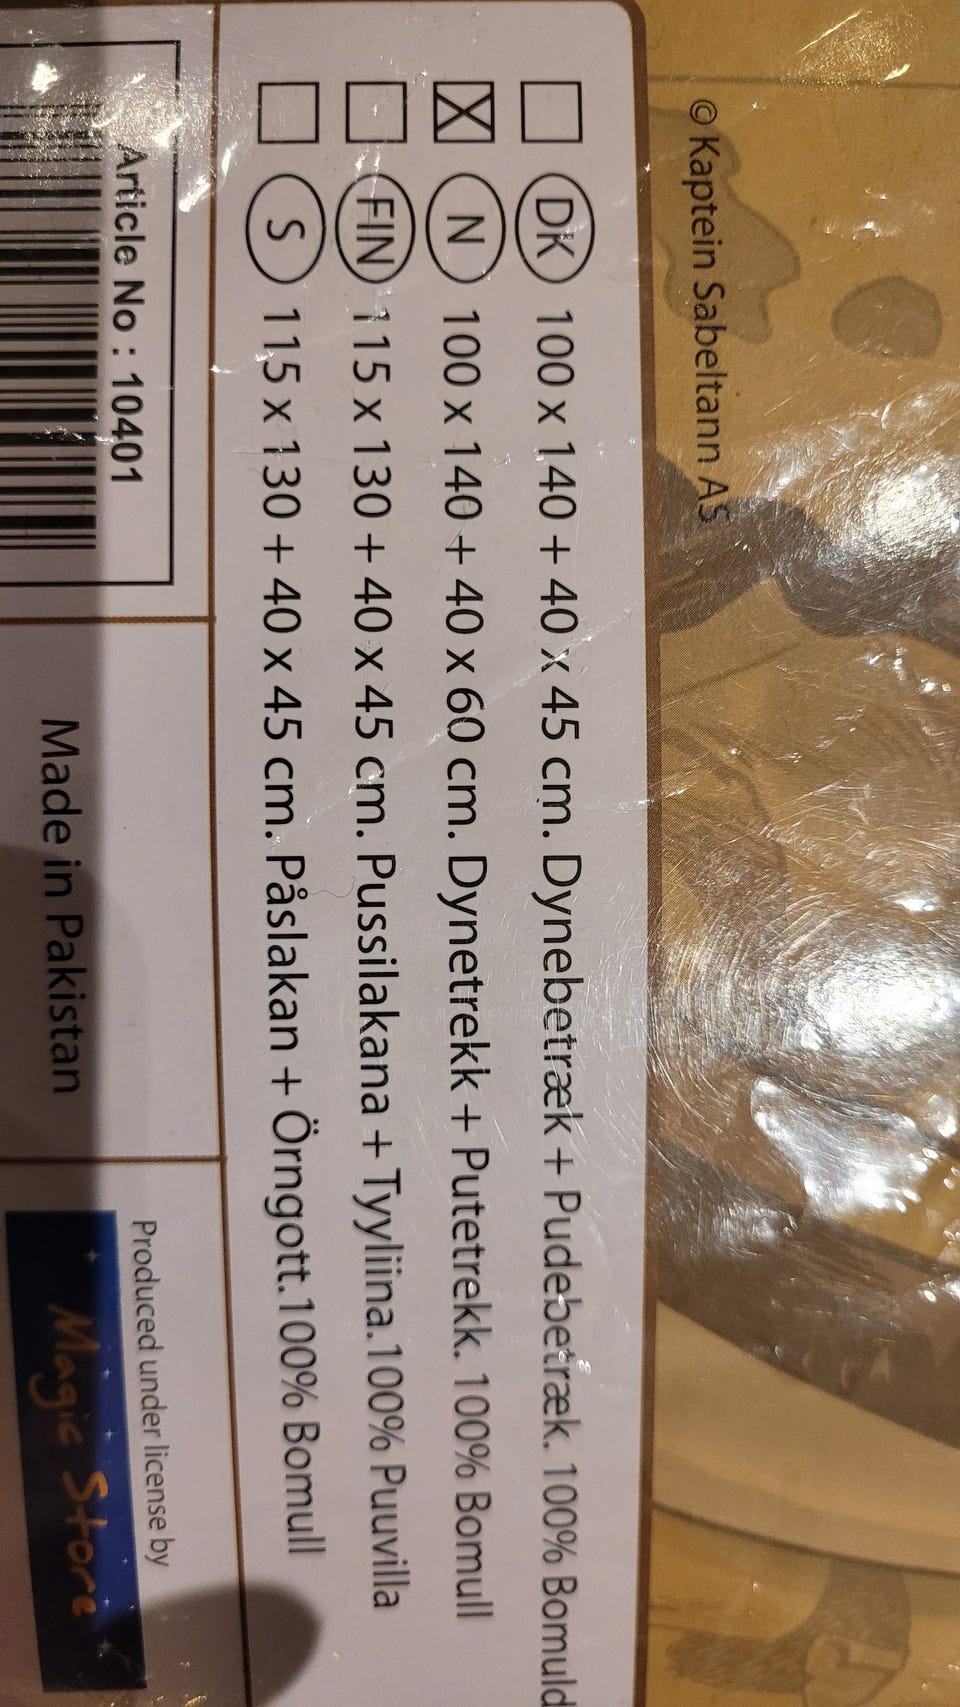 © Kaptein Sabeltann AS
DK 100 x 140 + 40 x 45 cm. Dynebetræk + Pudebetræk. 100% Bomuld
N 100 x 140 + 40 x 60 cm. Dynetrekk + Putetrekk. 100% Bomull
FIN 115 x 130 + 40 x 45 cm. Pussilakana + Tyyliina.100% Puuvilla
S 115 x 130 + 40 x 45 cm. Påslakan + Örngott.100% Bomull
Article No : 10401
Made in Pakistan
Produced under license by
Magic Store